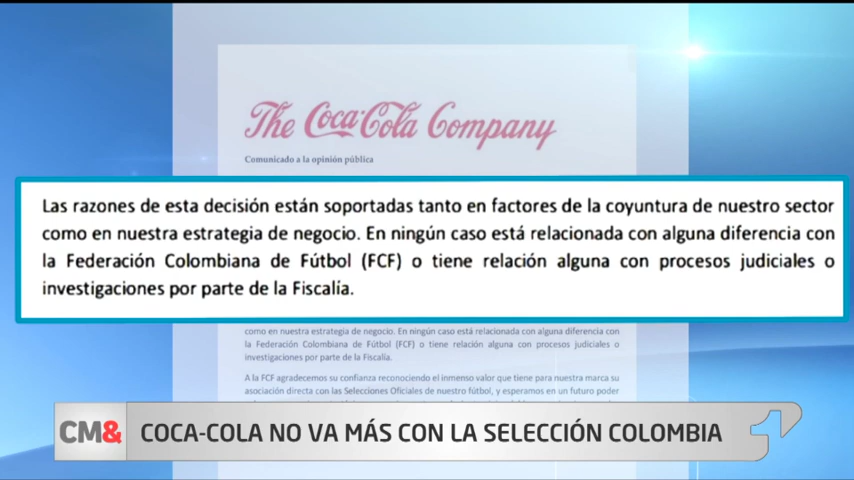 The Coca-Cola Company
Comunicado a la opinión pública
Las razones de esta decisión están soportadas tanto en factores de la coyuntura de nuestro sector
como en nuestra estrategia de negocio. En ningún caso está relacionada con alguna diferencia con
la Federación Colombiana de Fútbol (FCF) o tiene relación alguna con procesos judiciales o
investigaciones por parte de la Fiscalía.
como en nuestra estrategia de negocio. En ningún caso está relacionada con alguna diferencia con
la Federación Colombiana de Fútbol (FCF) o tiene relación alguna con procesos judiciales o
investigaciones por parte de la Fiscalía.
A la FCF agradecemos su confianza reconociendo el inmenso valor que tiene para nuestra marca su
asociación directa con las Selecciones Oficiales de nuestro fútbol, y esperamos en un futuro poder
CM& COCA-COLA NO VA MÁS CON LA SELECCIÓN COLOMBIA 1